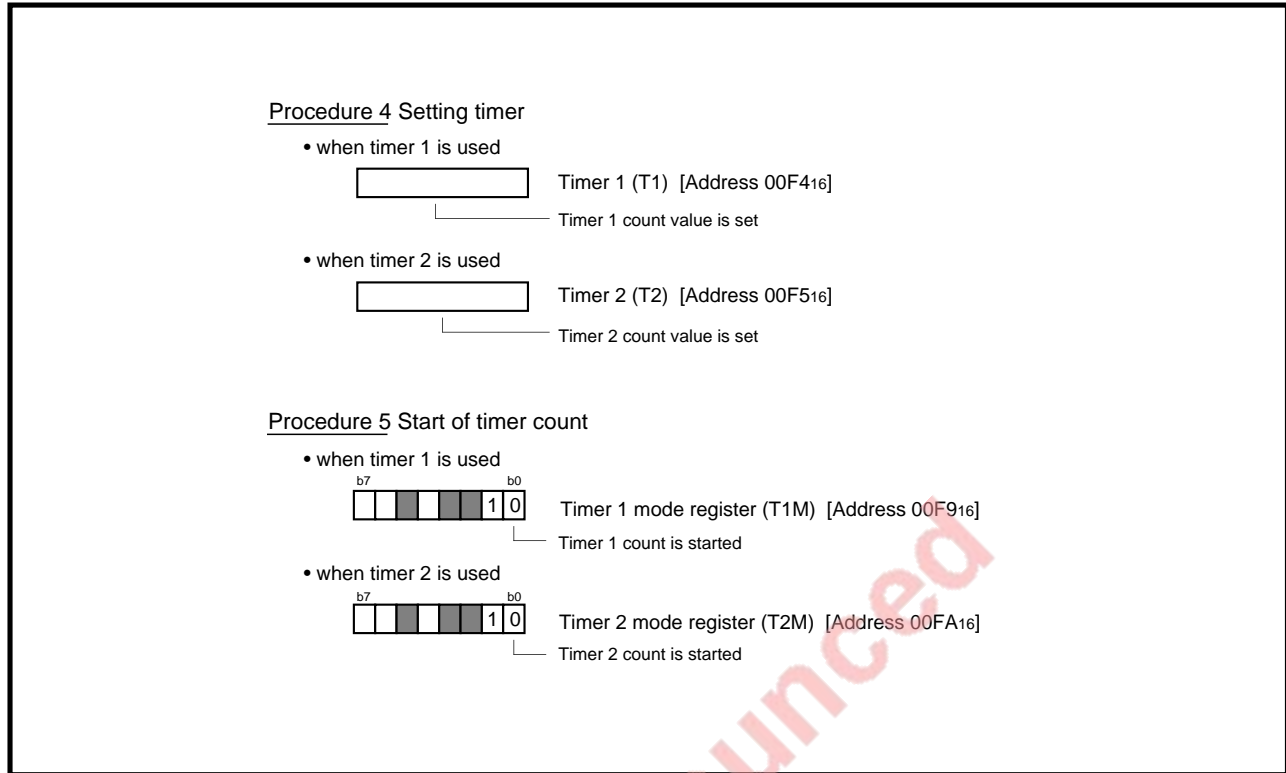 Procedure 4 Setting timer
• when timer 1 is used
Timer 1 (T1) [Address 00F416]
Timer 1 count value is set
• when timer 2 is used
Timer 2 (T2) [Address 00F516]
Timer 2 count value is set
Procedure 5 Start of timer count
• when timer 1 is used
b7 b0
1 0 Timer 1 mode register (T1M) [Address 00F916]
Timer 1 count is started
• when timer 2 is used
b7 b0
1 0 Timer 2 mode register (T2M) [Address 00FA16]
Timer 2 count is started
unced